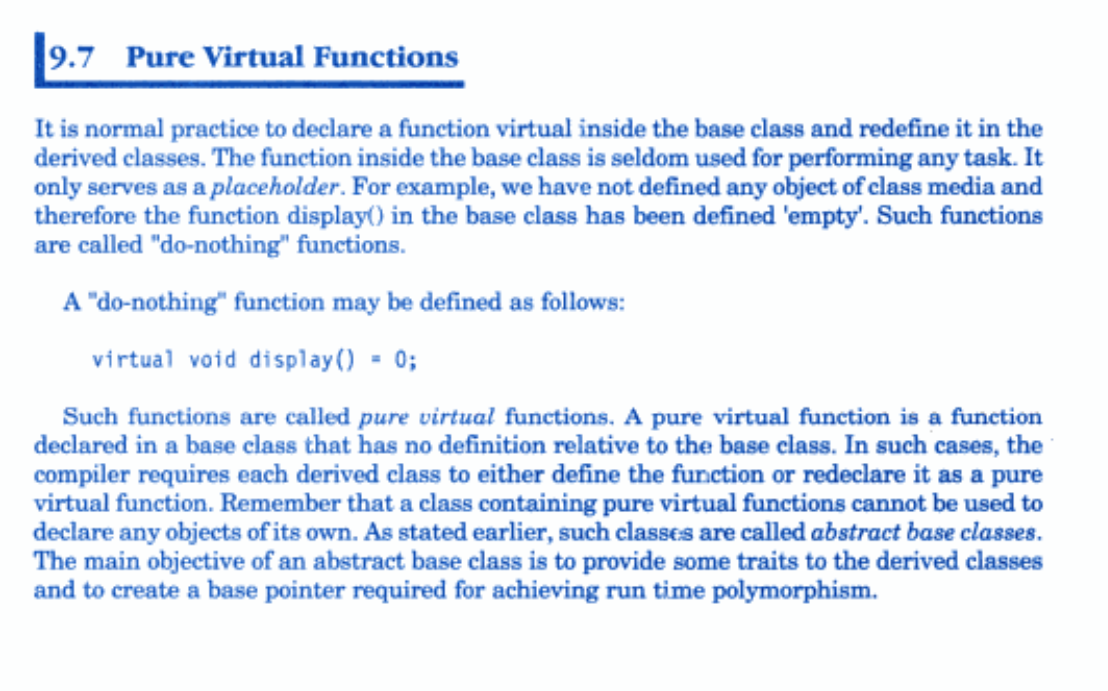 9.7 Pure Virtual Functions
It is normal practice to declare a function virtual inside the base class and redefine it in the
derived classes. The function inside the base class is seldom used for performing any task. It
only serves as a placeholder. For example, we have not defined any object of class media and
therefore the function display() in the base class has been defined 'empty'. Such functions
are called "do-nothing" functions.
A "do-nothing" function may be defined as follows:
virtual void display() = 0;
Such functions are called pure virtual functions. A pure virtual function is a function
declared in a base class that has no definition relative to the base class. In such cases, the
compiler requires each derived class to either define the function or redeclare it as a pure
virtual function. Remember that a class containing pure virtual functions cannot be used to
declare any objects of its own. As stated earlier, such classes are called abstract base classes.
The main objective of an abstract base class is to provide some traits to the derived classes
and to create a base pointer required for achieving run time polymorphism.